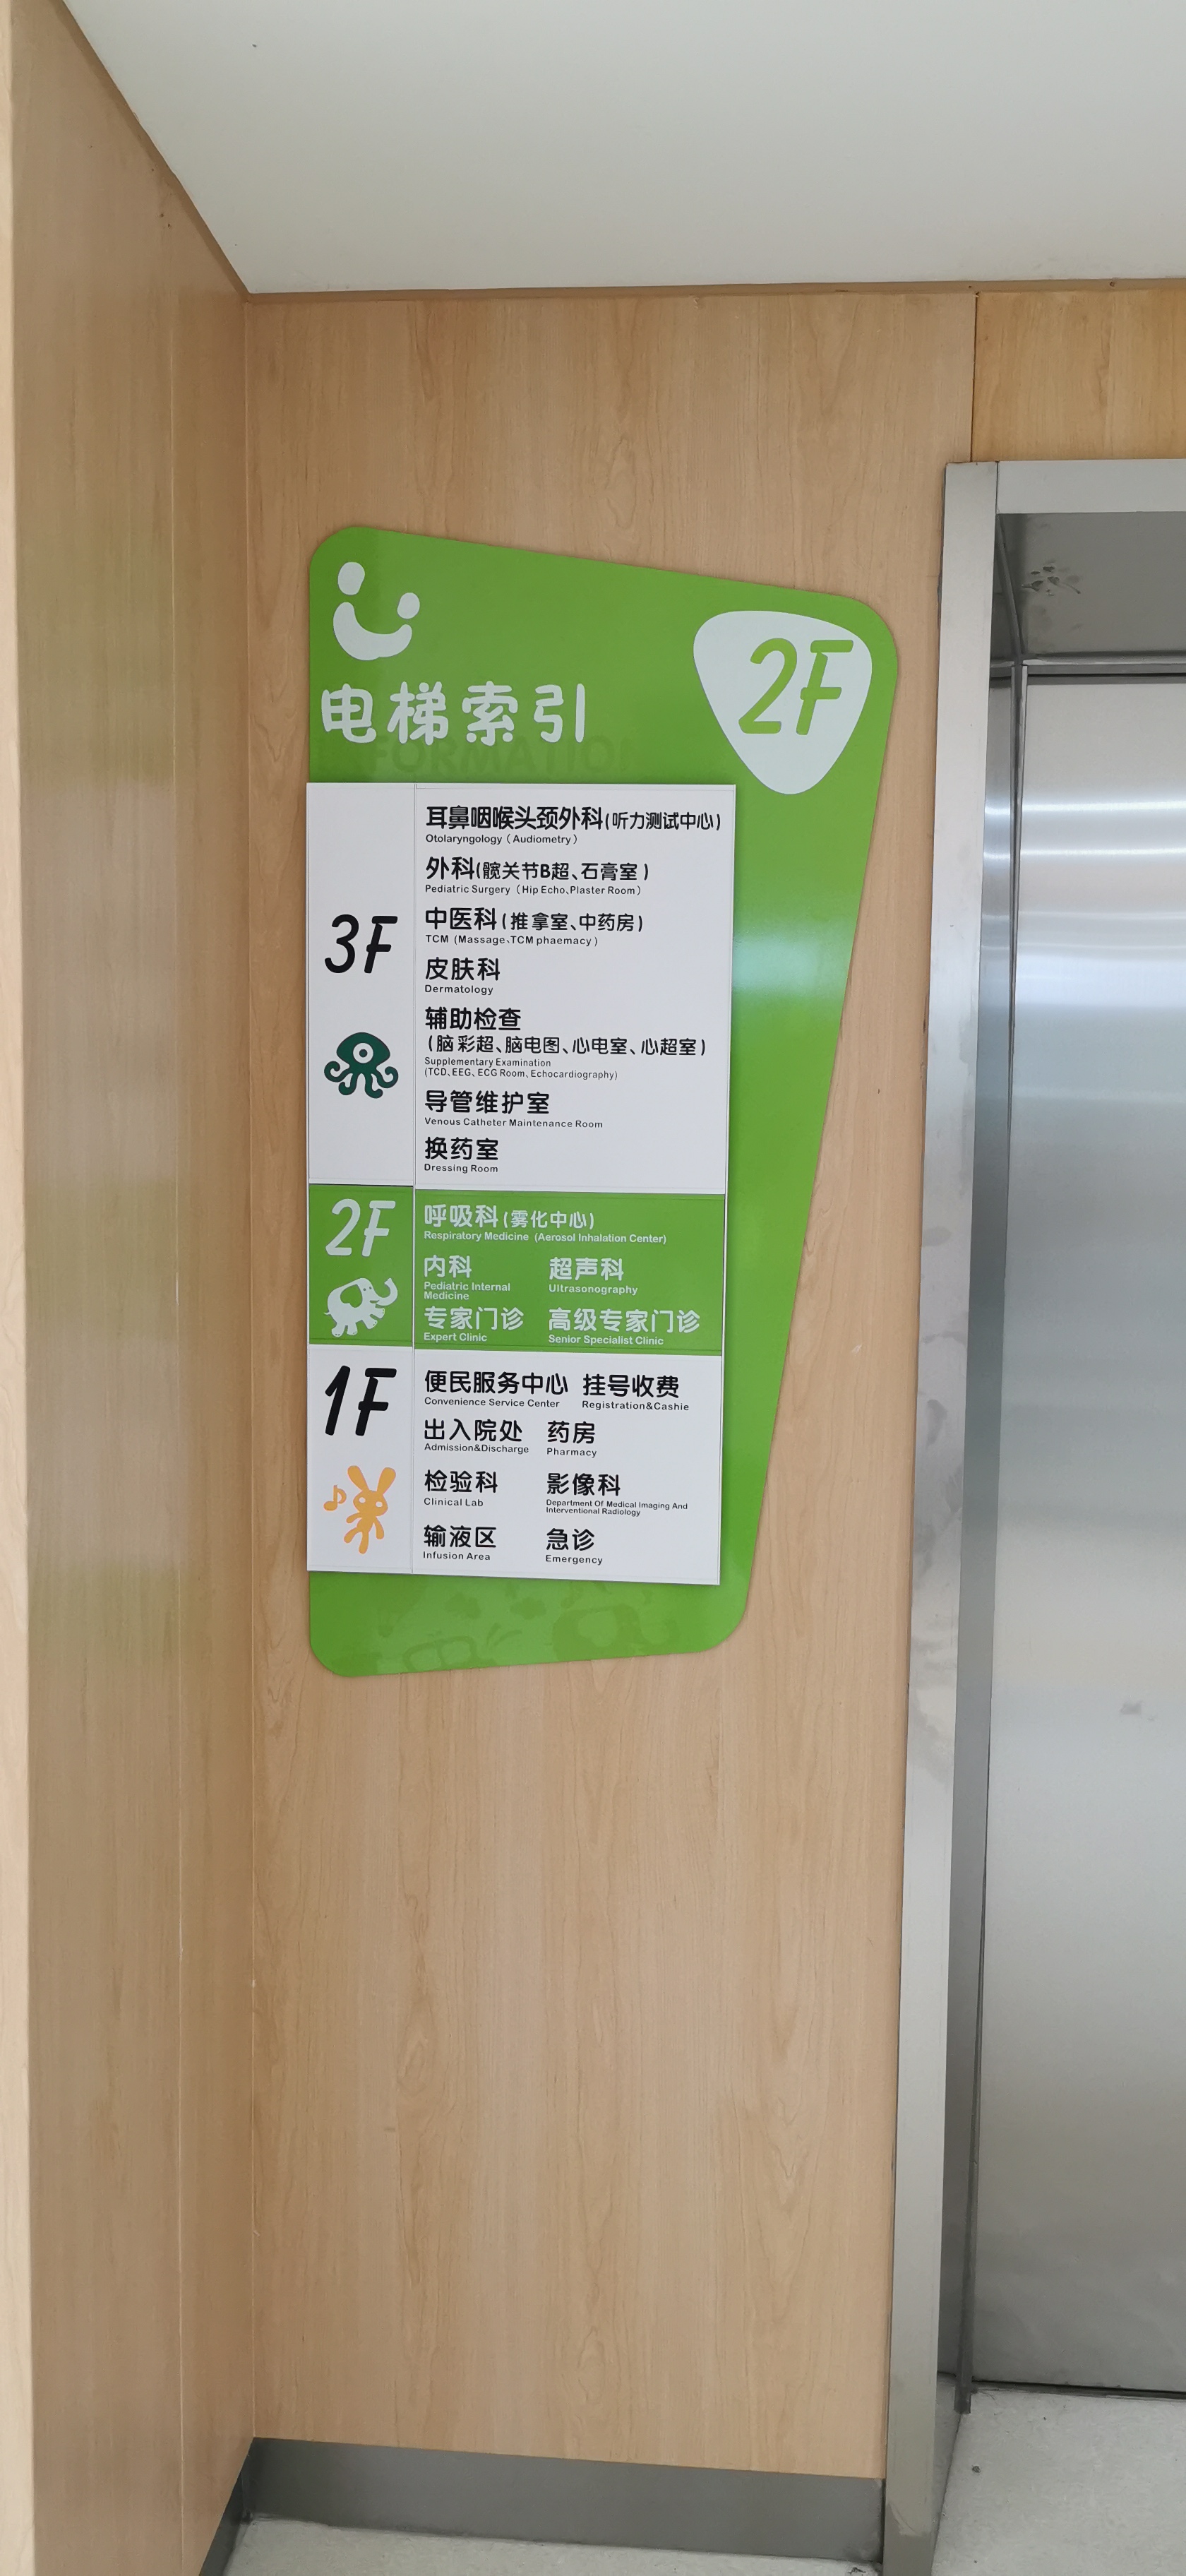 2F
电梯索引
INFORMATION
3F
耳鼻咽喉头颈外科(听力测试中心)
Otolaryngology (Audiometry)
外科(髋关节B超、石膏室)
Pediatric Surgery (Hip Echo、Plaster Room)
中医科(推拿室、中药房)
TCM (Massage、TCM phaemacy)
皮肤科
Dermatology
辅助检查
(脑彩超、脑电图、心电室、心超室)
Supplementary Examination
(TCD、EEG、ECG Room、Echocardiography)
导管维护室
Venous Catheter Maintenance Room
换药室
Dressing Room
2F
呼吸科(雾化中心)
Respiratory Medicine (Aerosol Inhalation Center)
内科 超声科
Pediatric Internal Medicine Ultrasonography
专家门诊 高级专家门诊
Expert Clinic Senior Specialist Clinic
1F
便民服务中心 挂号收费
Convenience Service Center Registration&Cashie
出入院处 药房
Admission&Discharge Pharmacy
检验科 影像科
Clinical Lab Department Of Medical Imaging And Interventional Radiology
输液区 急诊
Infusion Area Emergency